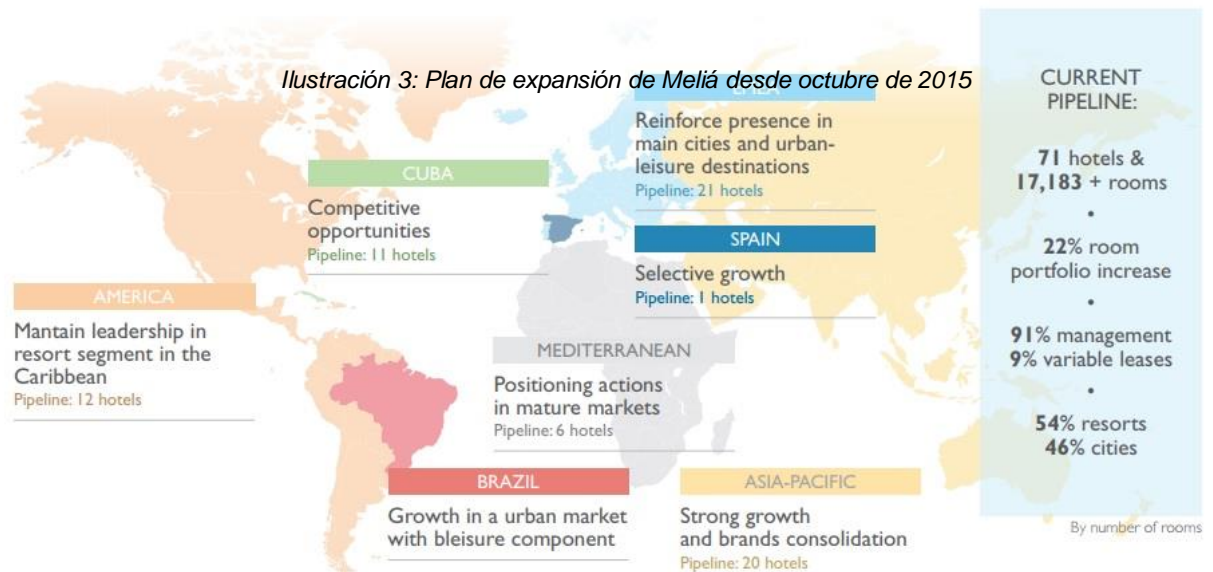 Ilustración 3: Plan de expansión de Meliá desde octubre de 2015
Reinforce presence in
main cities and urban-
leisure destinations
Pipeline: 21 hotels
CUBA
Competitive
opportunities
Pipeline: 11 hotels
SPAIN
Selective growth
Pipeline: 1 hotels
AMERICA
Mantain leadership in
resort segment in the
Caribbean
Pipeline: 12 hotels
MEDITERRANEAN
Positioning actions
in mature markets
Pipeline: 6 hotels
BRAZIL
Growth in a urban market
with bleisure component
ASIA-PACIFIC
Strong growth
and brands consolidation
Pipeline: 20 hotels
CURRENT
PIPELINE:
71 hotels &
17,183 + rooms
•
22% room
portfolio increase
•
91% management
9% variable leases
•
54% resorts
46% cities
By number of rooms